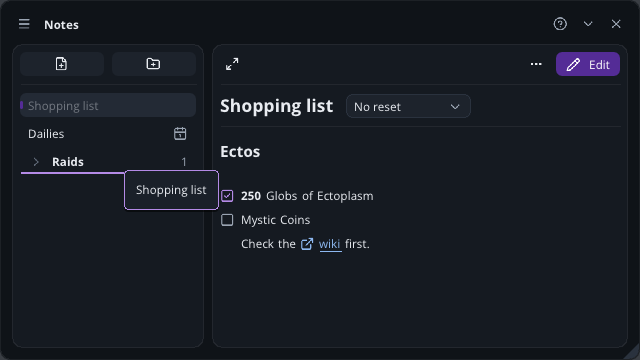 Notes
Edit
Shopping list
Dailies
Raids 1
Shopping list
Shopping list No reset
Ectos
250 Globs of Ectoplasm
Mystic Coins
Check the wiki first.